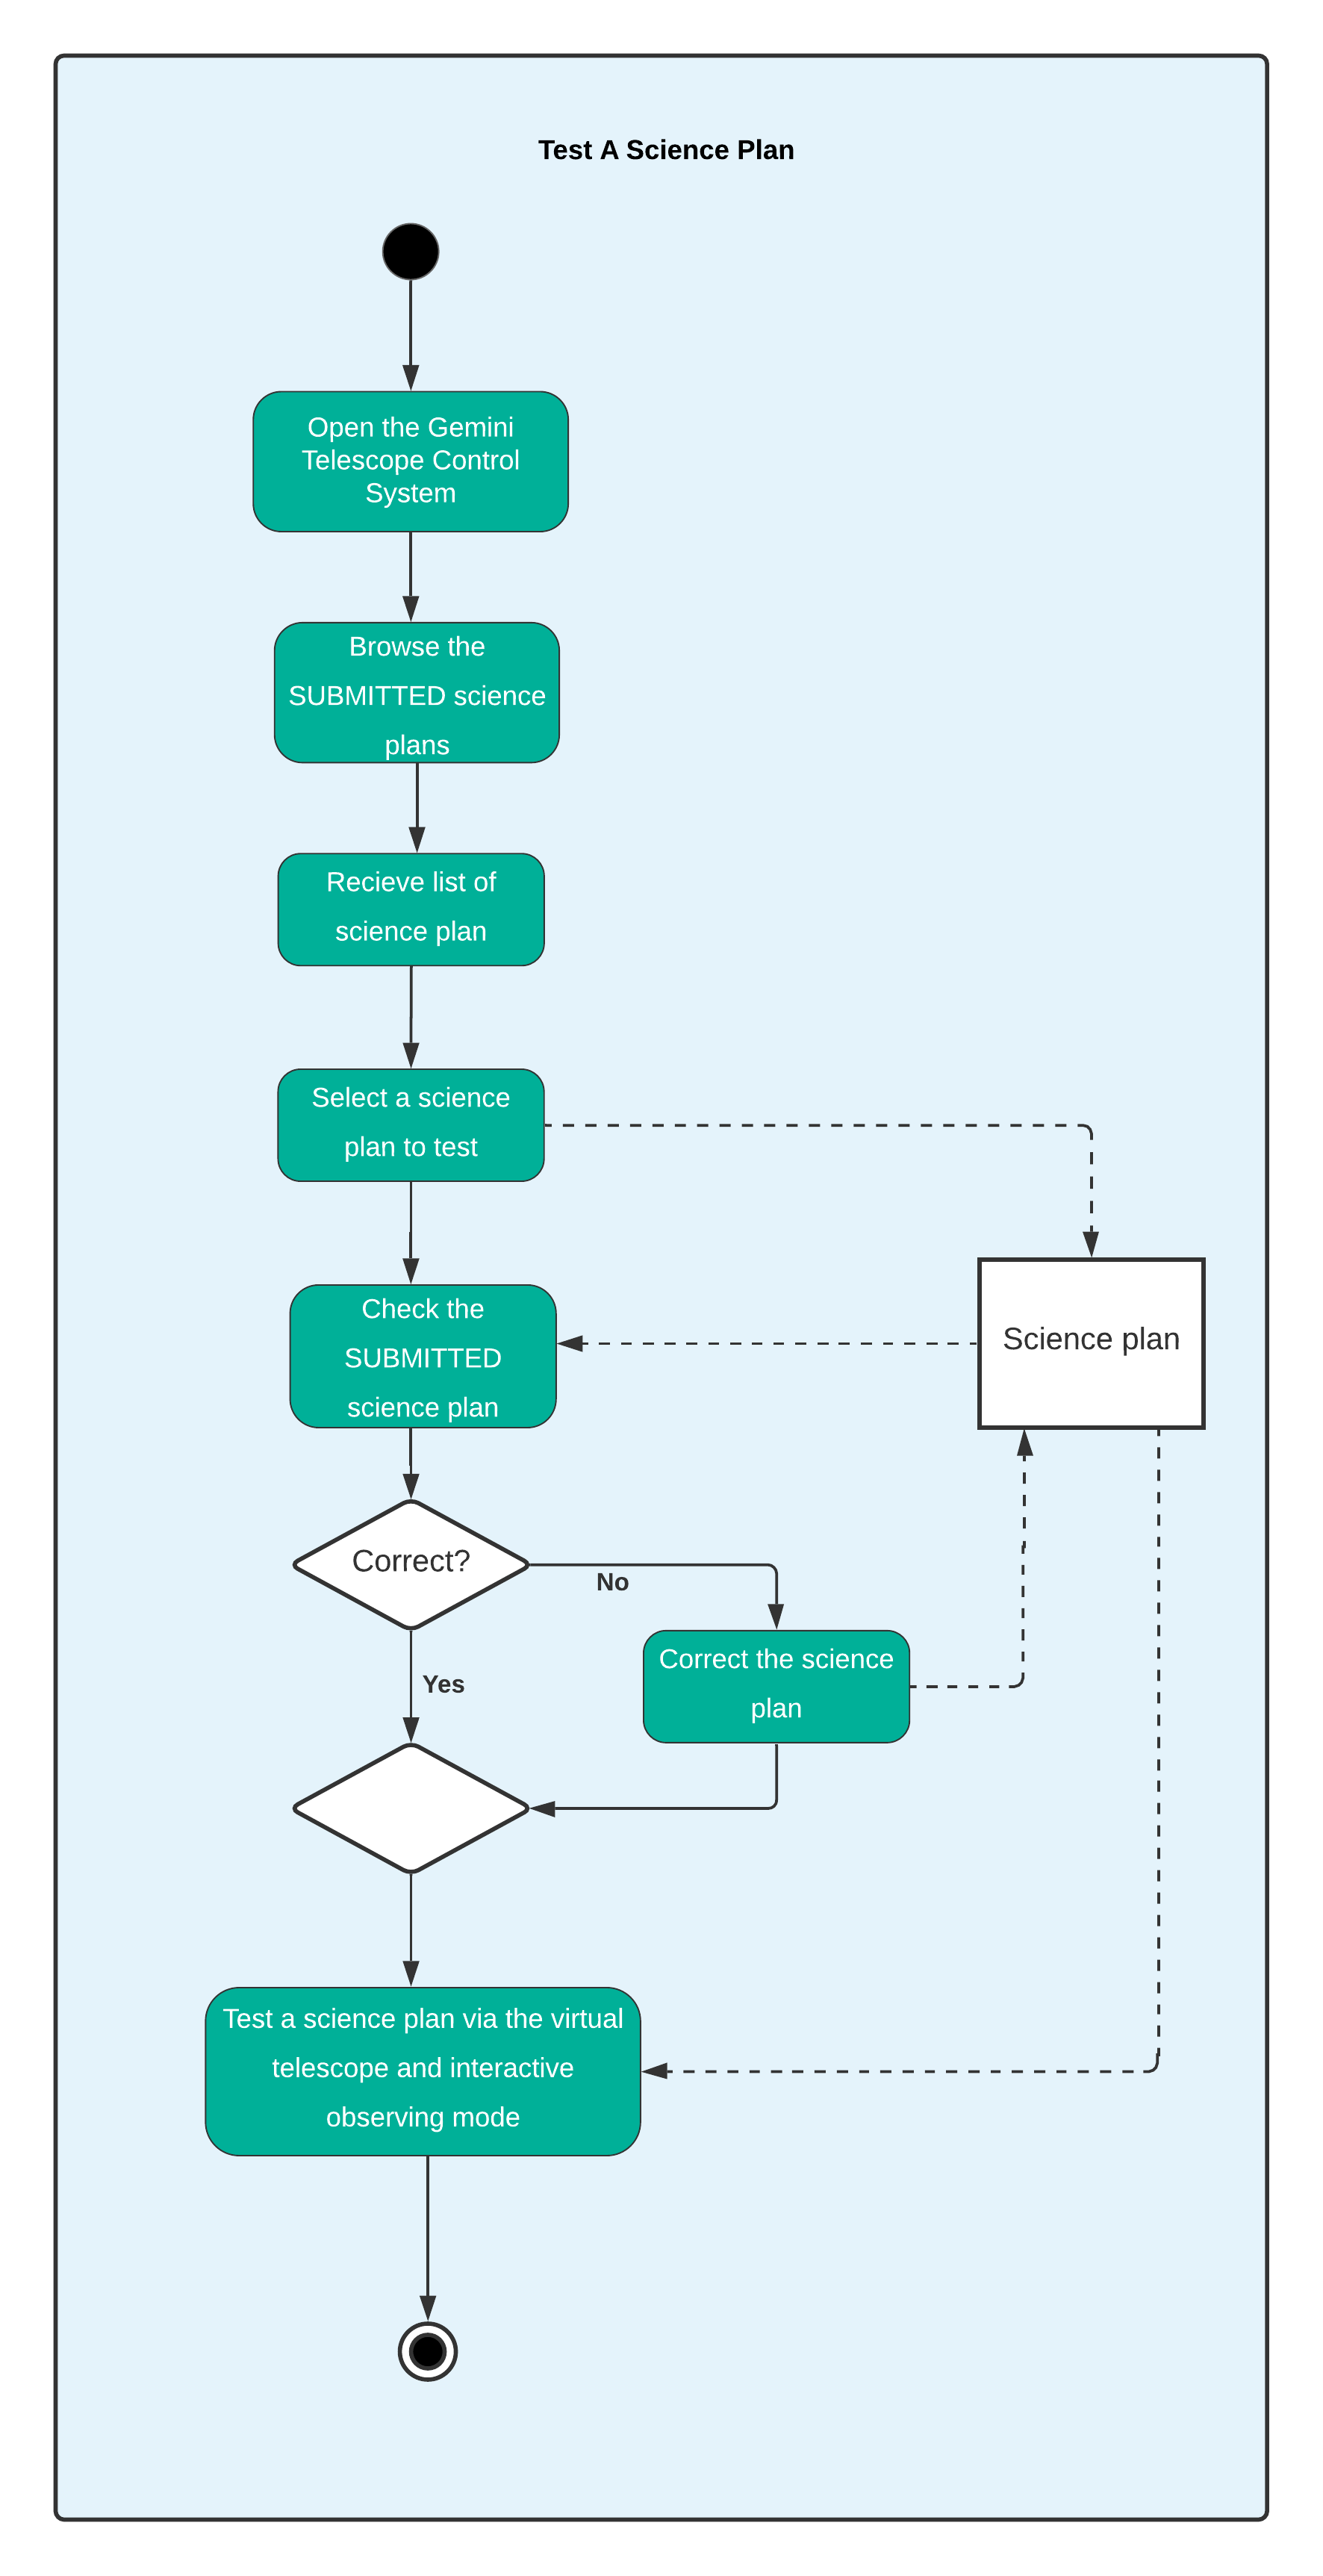 Test A Science Plan
Open the Gemini
Telescope Control
System
Browse the
SUBMITTED science
plans
Recieve list of
science plan
Select a science
plan to test
Check the
SUBMITTED
science plan
Science plan
Correct?
No
Yes
Correct the science
plan
Test a science plan via the virtual
telescope and interactive
observing mode